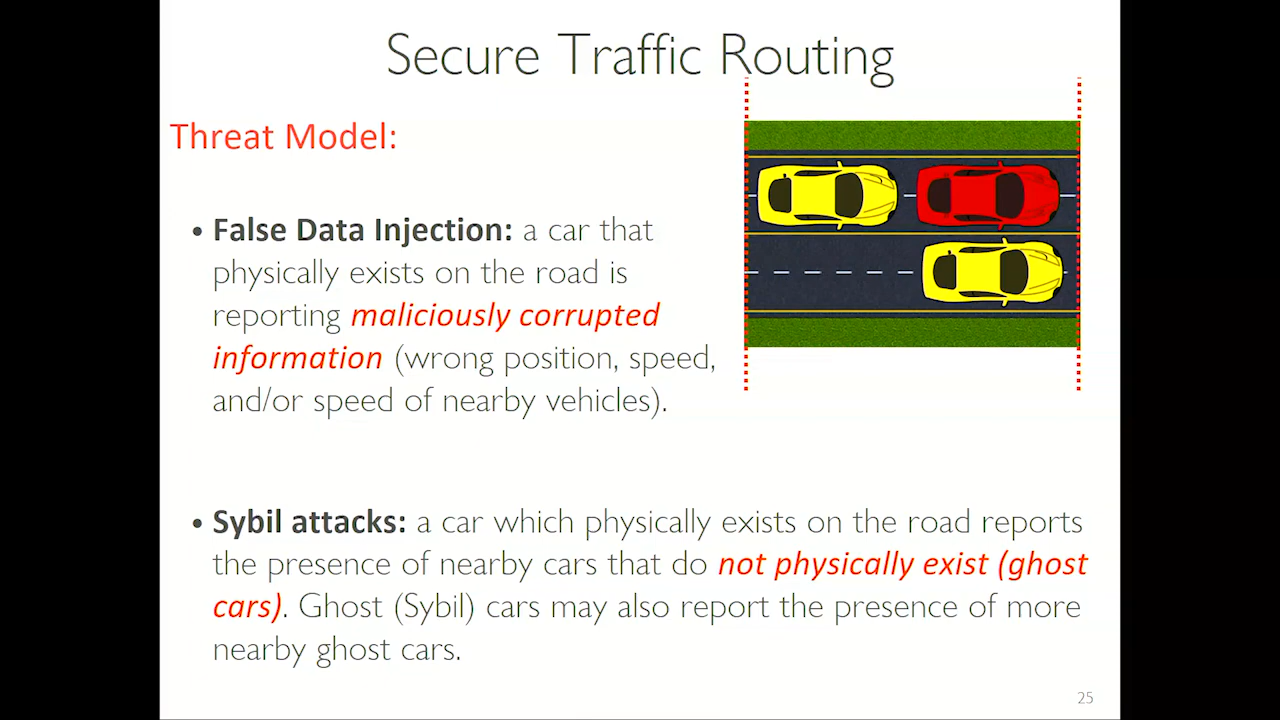 Secure Traffic Routing
Threat Model:
• False Data Injection: a car that
physically exists on the road is
reporting maliciously corrupted
information (wrong position, speed,
and/or speed of nearby vehicles).
• Sybil attacks: a car which physically exists on the road reports
the presence of nearby cars that do not physically exist (ghost
cars). Ghost (Sybil) cars may also report the presence of more
nearby ghost cars.
25